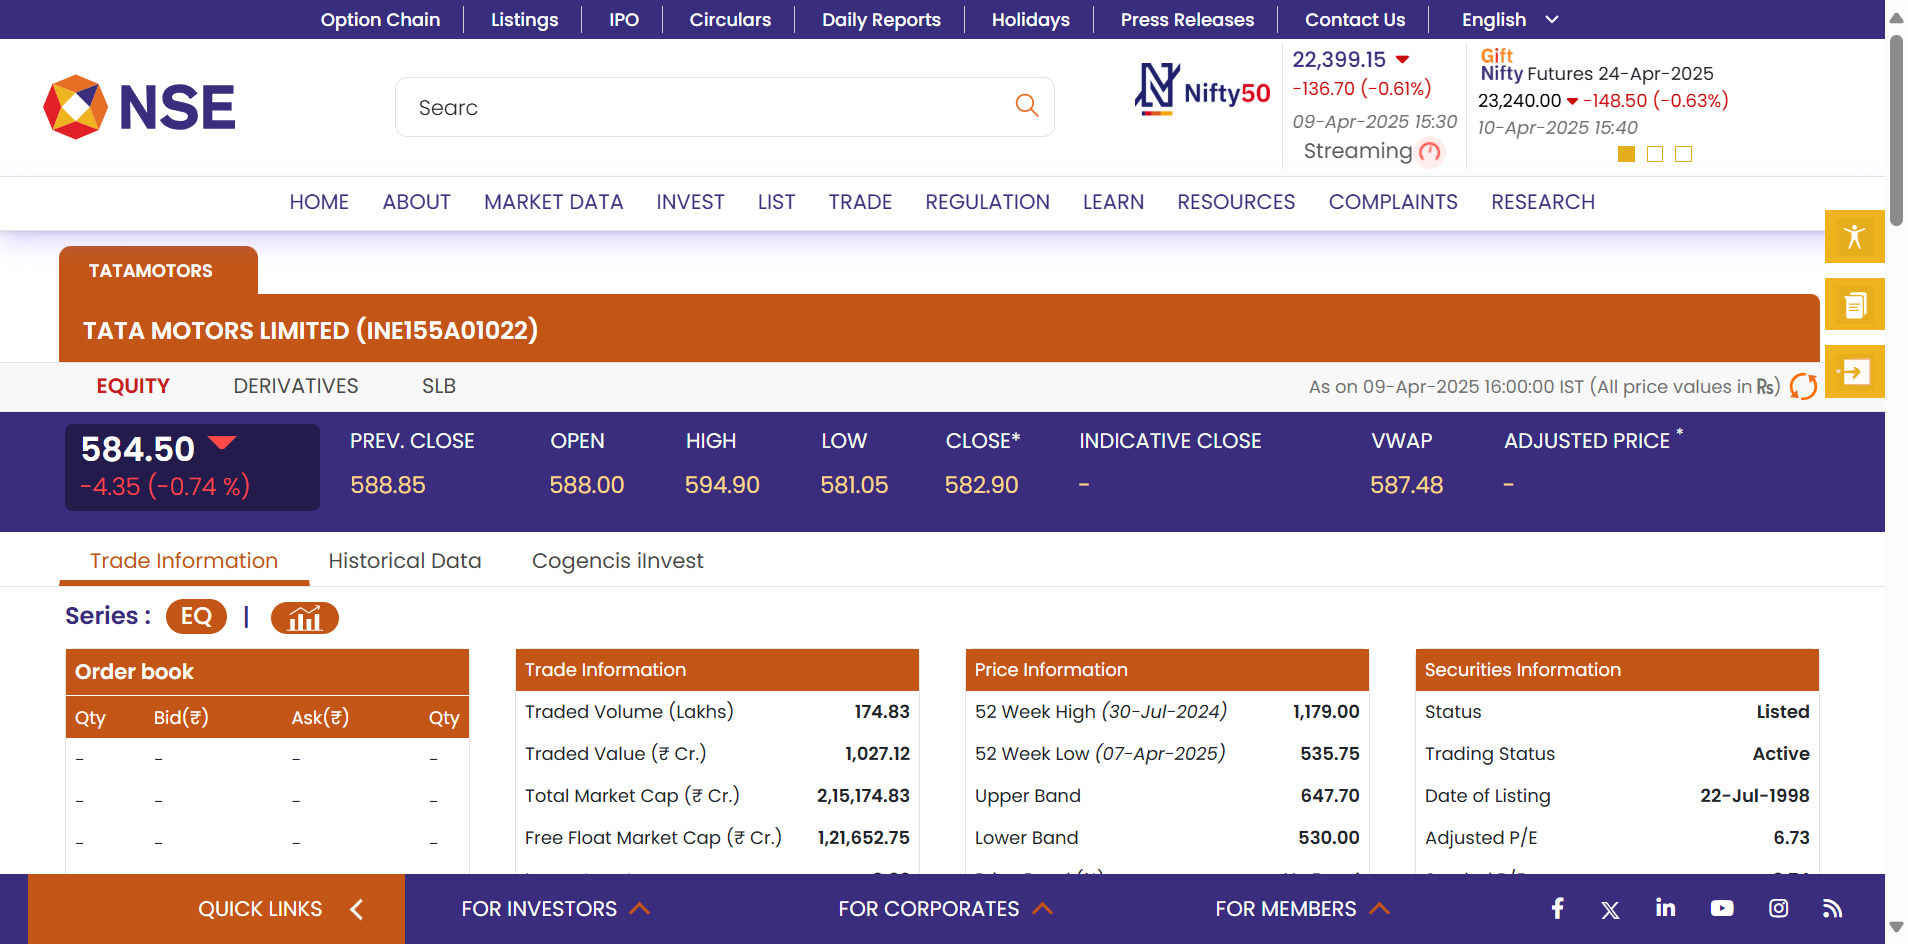 Option Chain
Listings
IPO
Circulars
Daily Reports
Holidays
Press Releases
Contact Us
English
NSE
Searc
Nifty50
22,399.15
-136.70 (-0.61%)
09-Apr-2025 15:30
Streaming
Gift
Nifty Futures 24-Apr-2025
23,240.00 -148.50 (-0.63%)
10-Apr-2025 15:40
HOME
ABOUT
MARKET DATA
INVEST
LIST
TRADE
REGULATION
LEARN
RESOURCES
COMPLAINTS
RESEARCH
TATAMOTORS
TATA MOTORS LIMITED (INE155A01022)
EQUITY
DERIVATIVES
SLB
As on 09-Apr-2025 16:00:00 IST (All price values in Rs)
584.50
-4.35 (-0.74 %)
PREV. CLOSE
OPEN
HIGH
LOW
CLOSE*
INDICATIVE CLOSE
VWAP
ADJUSTED PRICE *
588.85
588.00
594.90
581.05
582.90
-
587.48
-
Trade Information
Historical Data
Cogencis iInvest
Series : EQ |
Order book
Qty Bid(₹) Ask(₹) Qty
- - - -
- - - -
- - - -
Trade Information
Traded Volume (Lakhs) 174.83
Traded Value (₹ Cr.) 1,027.12
Total Market Cap (₹ Cr.) 2,15,174.83
Free Float Market Cap (₹ Cr.) 1,21,652.75
Price Information
52 Week High (30-Jul-2024) 1,179.00
52 Week Low (07-Apr-2025) 535.75
Upper Band 647.70
Lower Band 530.00
Securities Information
Status Listed
Trading Status Active
Date of Listing 22-Jul-1998
Adjusted P/E 6.73
QUICK LINKS
FOR INVESTORS
FOR CORPORATES
FOR MEMBERS